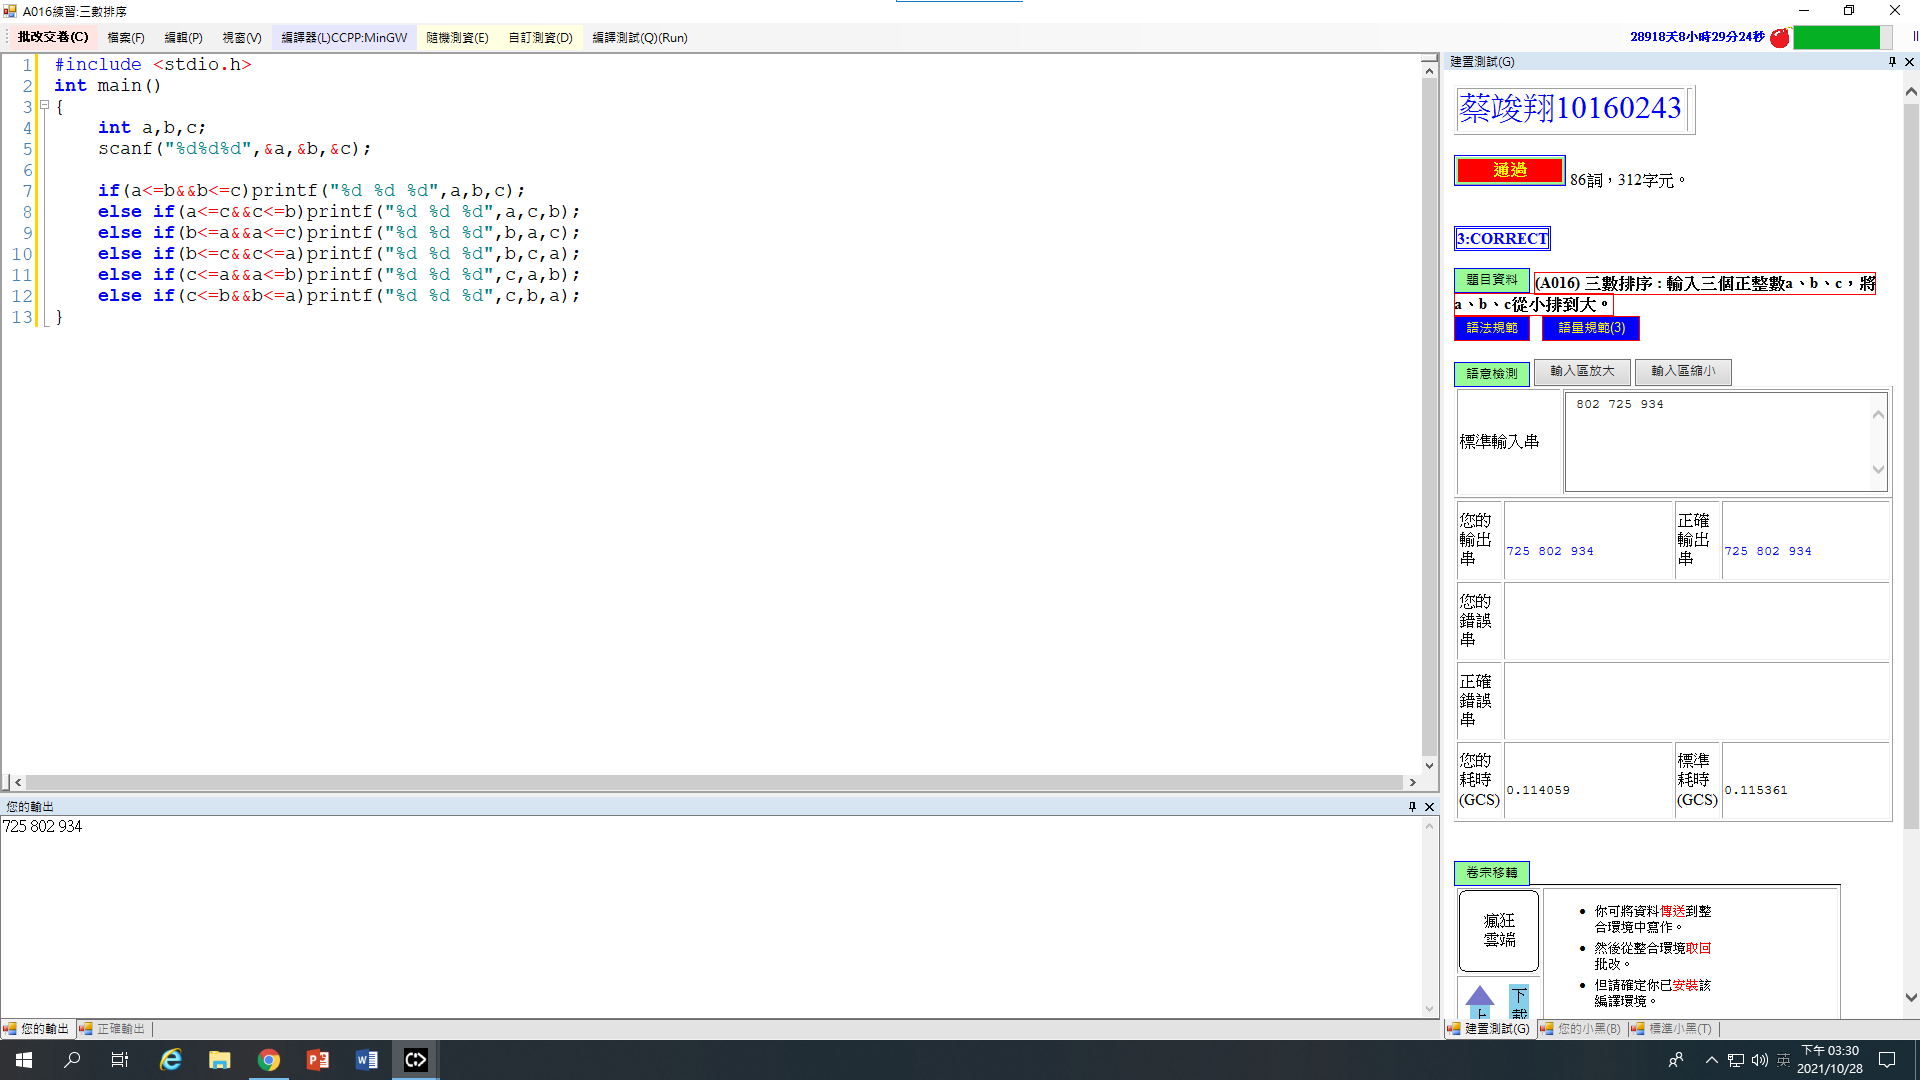 A016練習:三數排序
批改交卷(C) 檔案(F) 編輯(P) 視窗(V) 編譯器(L)CCPP:MinGW 隨機測資(E) 自訂測資(D) 編譯測試(Q)(Run) 28918天8小時29分24秒
1 #include <stdio.h>
2 int main()
3 {
4 int a,b,c;
5 scanf("%d%d%d",&a,&b,&c);
6
7 if(a<=b&&b<=c)printf("%d %d %d",a,b,c);
8 else if(a<=c&&c<=b)printf("%d %d %d",a,c,b);
9 else if(b<=a&&a<=c)printf("%d %d %d",b,a,c);
10 else if(b<=c&&c<=a)printf("%d %d %d",b,c,a);
11 else if(c<=a&&a<=b)printf("%d %d %d",c,a,b);
12 else if(c<=b&&b<=a)printf("%d %d %d",c,b,a);
13 }
您的輸出
725 802 934
您的輸出 正確輸出
建置測試(G)
蔡竣翔10160243
通過 86詞，312字元。
3:CORRECT
題目資料 (A016) 三數排序：輸入三個正整數a、b、c，將
a、b、c從小排到大。
語法規範 語量規範(3)
語意檢測 輸入區放大 輸入區縮小
標準輸入串 802 725 934
您的
輸出
串
725 802 934
正確
輸出
串
725 802 934
您的
錯誤
串
正確
錯誤
串
您的
耗時
(GCS)
0.114059
標準
耗時
(GCS)
0.115361
卷宗移轉
瘋狂
雲端
你可將資料傳送到整
合環境中寫作。
然後從整合環境取回
批改。
但請確定你已安裝該
編譯環境。
上
下
載
建置測試(G) 您的小黑(B) 標準小黑(T)
英
下午 03:30
2021/10/28